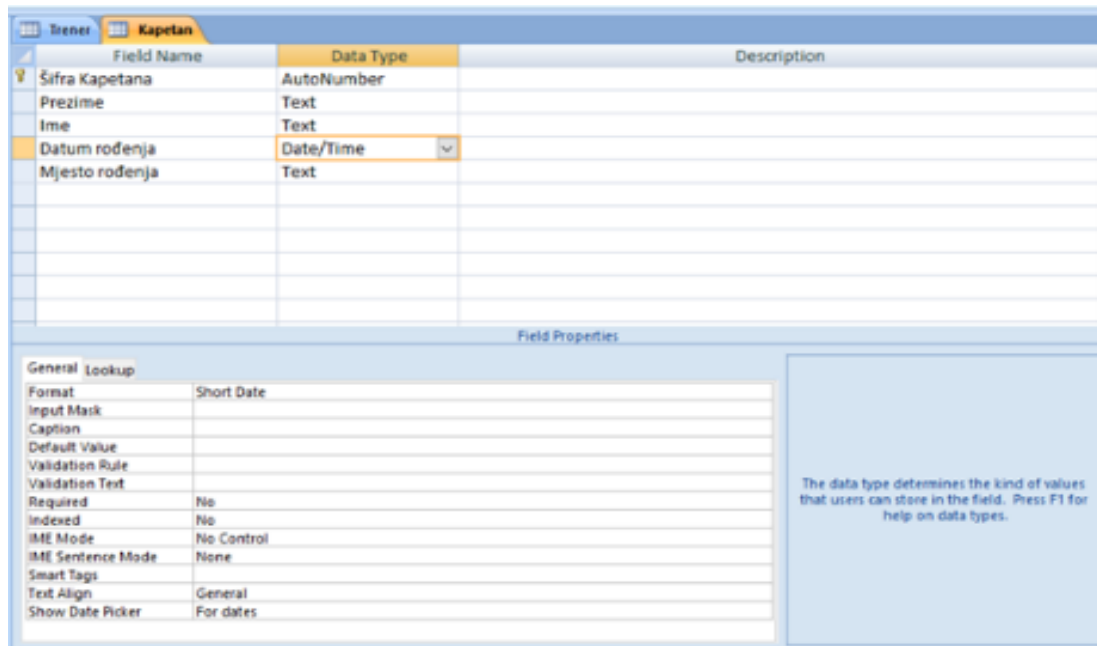 Trener Kapetan
Field Name Data Type Description
Šifra Kapetana AutoNumber
Prezime Text
Ime Text
Datum rođenja Date/Time
Mjesto rođenja Text
Field Properties
General Lookup
Format Short Date
Input Mask
Caption
Default Value
Validation Rule
Validation Text
Required No
Indexed No
IME Mode No Control
IME Sentence Mode None
Smart Tags
Text Align General
Show Date Picker For dates
The data type determines the kind of values
that users can store in the field. Press F1 for
help on data types.